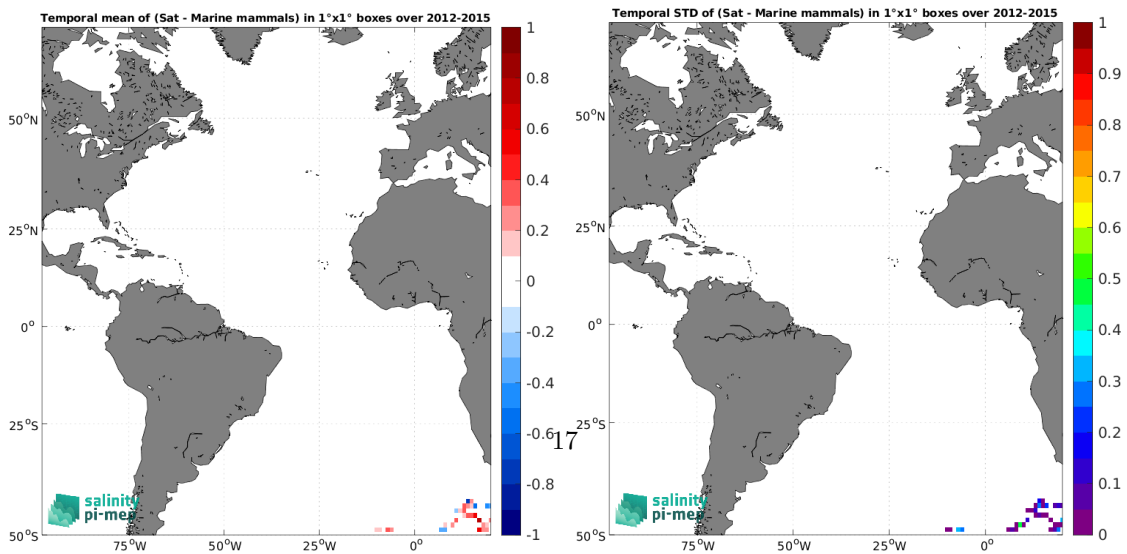 Temporal mean of (Sat - Marine mammals) in 1°x1° boxes over 2012-2015
50°N
25°N
0°
25°S
50°S
75°W
50°W
25°W
0°
1
0.8
0.6
0.4
0.2
0
-0.2
-0.4
-0.6
-0.8
-1
salinity
pi-mep
17
Temporal STD of (Sat - Marine mammals) in 1°x1° boxes over 2012-2015
50°N
25°N
0°
25°S
50°S
75°W
50°W
25°W
0°
1
0.9
0.8
0.7
0.6
0.5
0.4
0.3
0.2
0.1
0
salinity
pi-mep